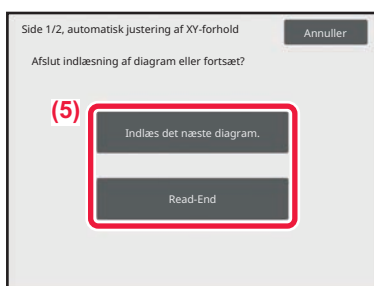 Side 1/2, automatisk justering af XY-forhold
Annuller
Afslut indlæsning af diagram eller fortsæt?
(5)
Indlæs det næste diagram.
Read-End